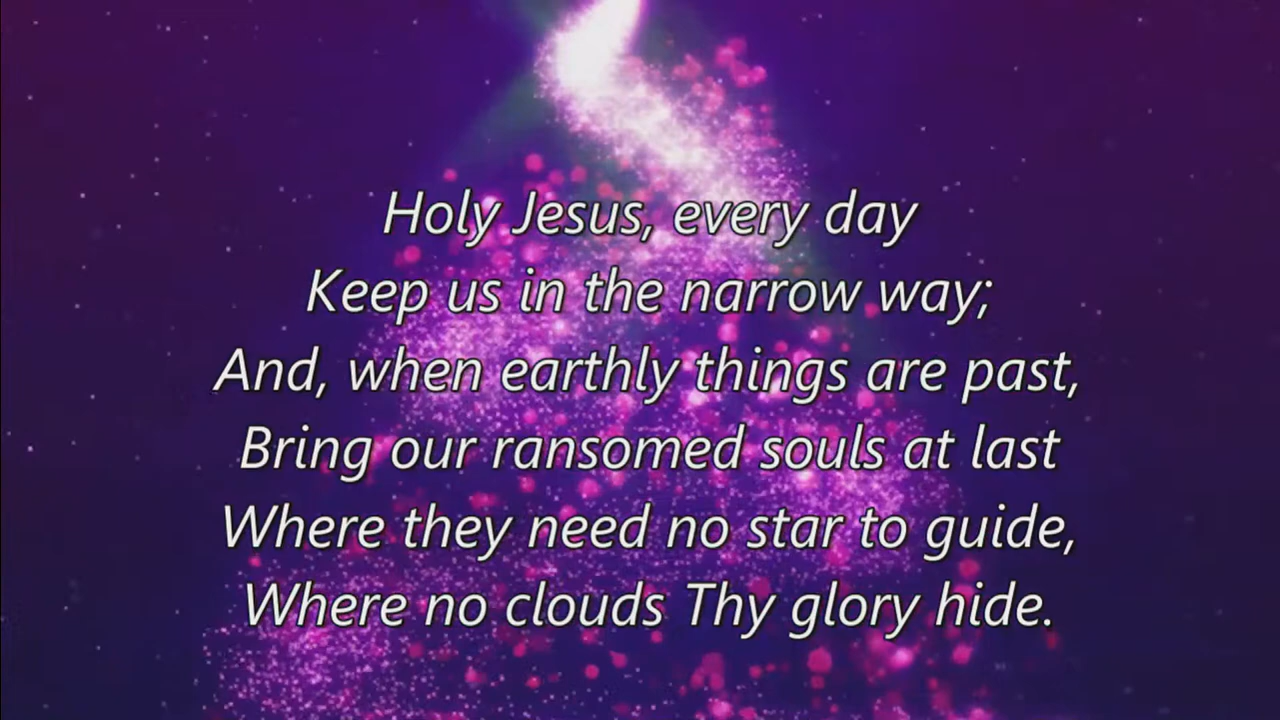 Holy Jesus, every day
Keep us in the narrow way;
And, when earthly things are past,
Bring our ransomed souls at last
Where they need no star to guide,
Where no clouds Thy glory hide.